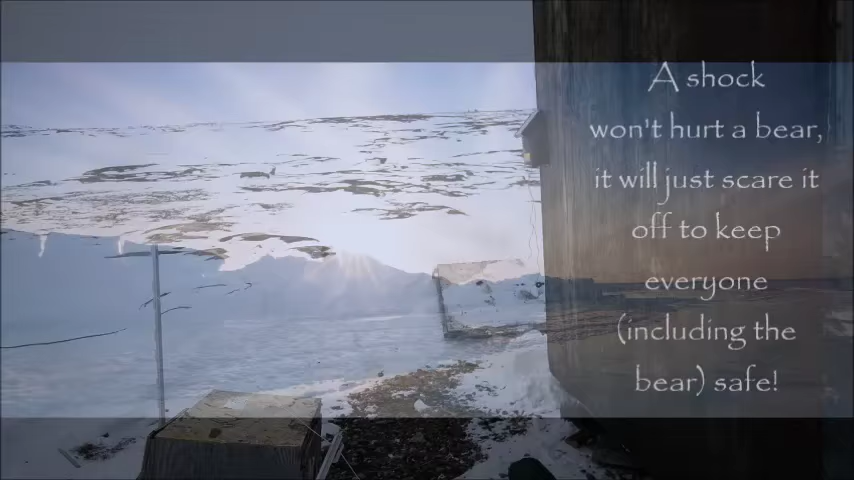 A shock
won't hurt a bear,
it will just scare it
off to keep
everyone
(including the
bear) safe!